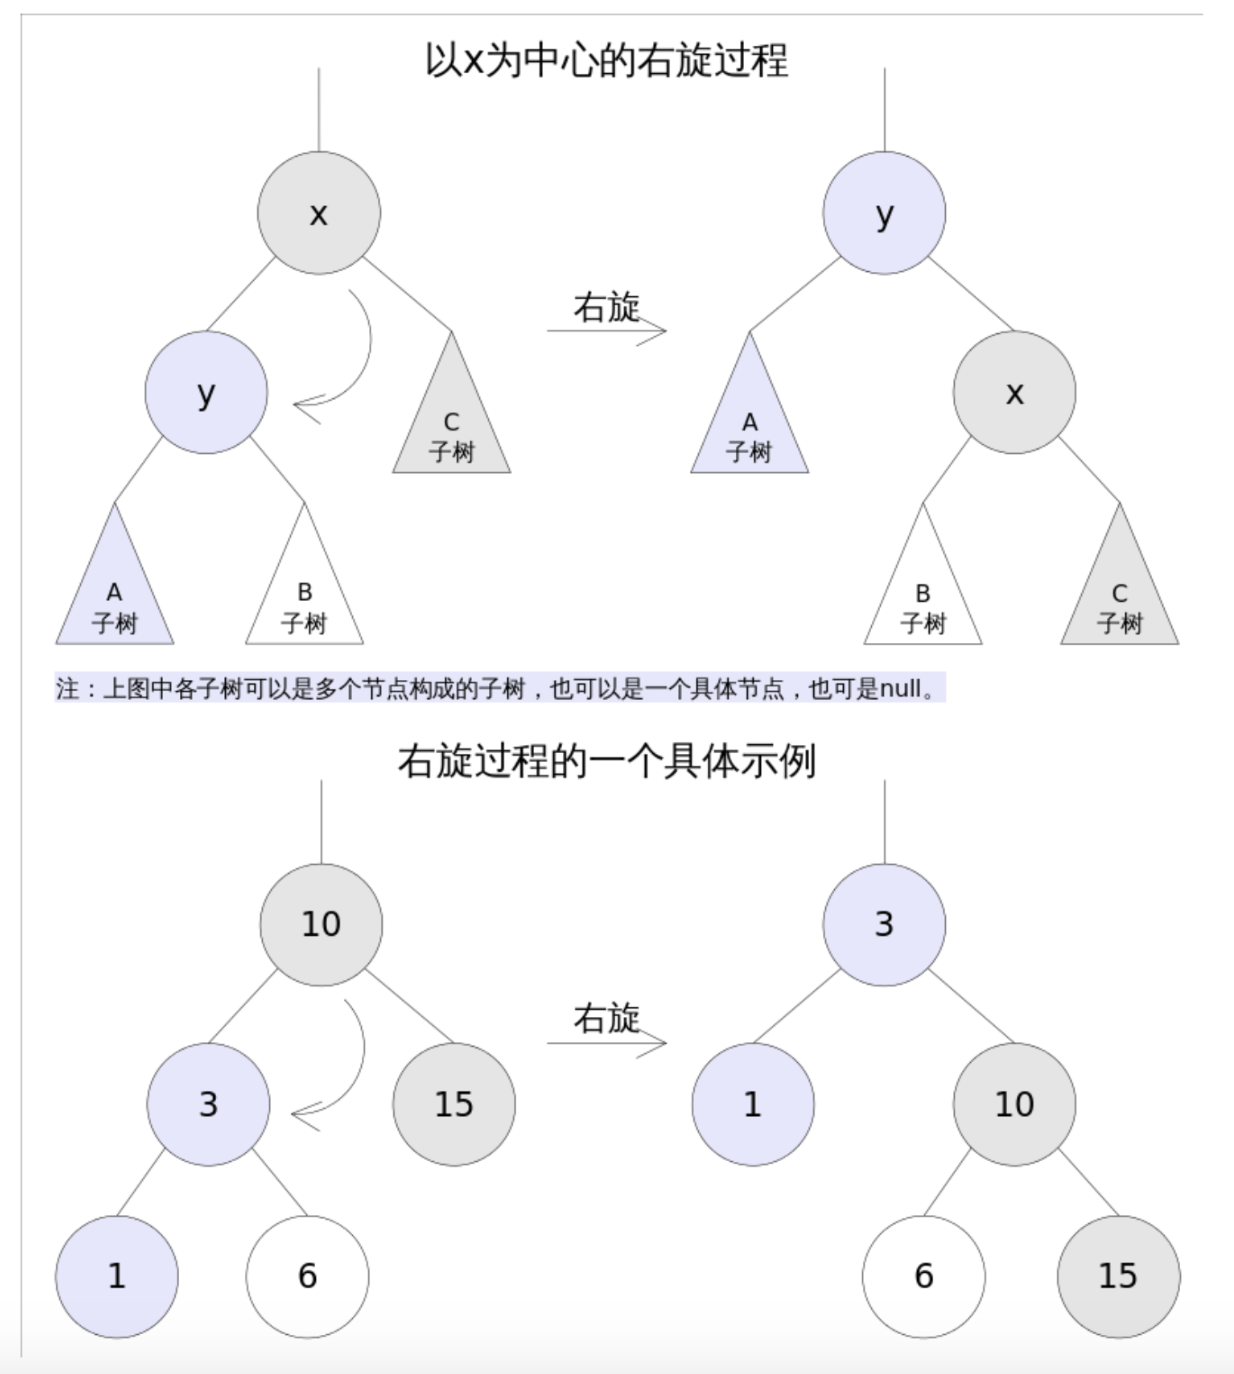 以x为中心的右旋过程
x
y
右旋
y
x
C
子树
A
子树
A
子树
B
子树
B
子树
C
子树
注：上图中各子树可以是多个节点构成的子树，也可以是一个具体节点，也可是null。
右旋过程的一个具体示例
10
3
右旋
3
15
1
10
1
6
6
15